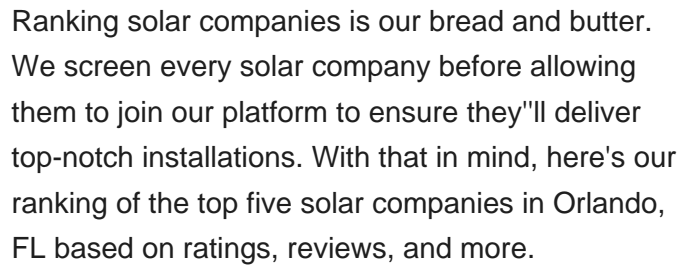 Ranking solar companies is our bread and butter.
We screen every solar company before allowing
them to join our platform to ensure they"ll deliver
top-notch installations. With that in mind, here's our
ranking of the top five solar companies in Orlando,
FL based on ratings, reviews, and more.